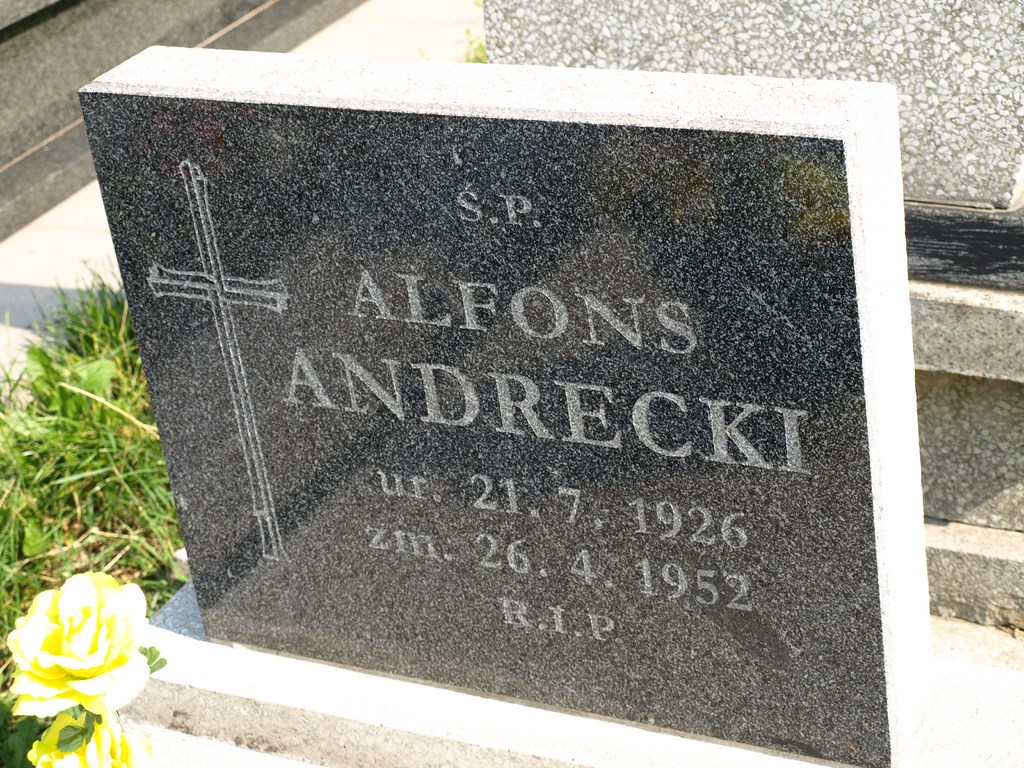 Ś.P.
ALFONS
ANDRECKI
ur. 21. 7. 1926
zm. 26. 4. 1952
R.I.P